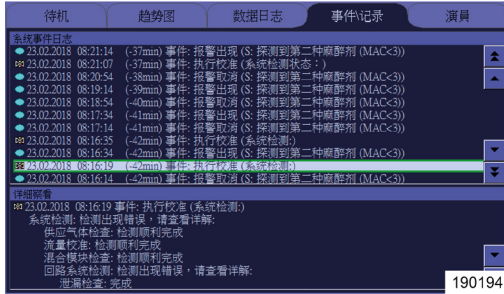 待机 趋势图 数据日志 事件\记录 演員
系统事件日志
23.02.2018 08:21:14 (-37min) 事件: 报警出现 (S: 探测到第二种麻醉剂 (MAC<3))
23.02.2018 08:21:07 (-37min) 事件: 执行校准 (系统检测状态：)
23.02.2018 08:20:54 (-38min) 事件: 报警取消 (S: 探测到第二种麻醉剂 (MAC<3))
23.02.2018 08:19:14 (-39min) 事件: 报警出现 (S: 探测到第二种麻醉剂 (MAC<3))
23.02.2018 08:18:54 (-40min) 事件: 报警取消 (S: 探测到第二种麻醉剂 (MAC<3))
23.02.2018 08:17:34 (-41min) 事件: 报警出现 (S: 探测到第二种麻醉剂 (MAC<3))
23.02.2018 08:17:14 (-41min) 事件: 报警取消 (S: 探测到第二种麻醉剂 (MAC<3))
23.02.2018 08:16:35 (-42min) 事件: 执行校准 (系统检测:)
23.02.2018 08:16:34 (-42min) 事件: 报警出现 (S: 探测到第二种麻醉剂 (MAC<3))
23.02.2018 08:16:19 (-42min) 事件: 执行校准 (系统检测:)
23.02.2018 08:16:14 (-42min) 事件: 报警取消 (S: 探测到第二种麻醉剂 (MAC<3))
详细察看
23.02.2018 08:16:19 事件: 执行校准 (系统检测:)
系统检测: 检测出现错误，请查看详解:
供应气体检查: 检测顺利完成
流量校准: 检测顺利完成
混合模块检查: 检测顺利完成
回路系统检测: 检测出现错误，请查看详解:
泄漏检查: 完成
190194